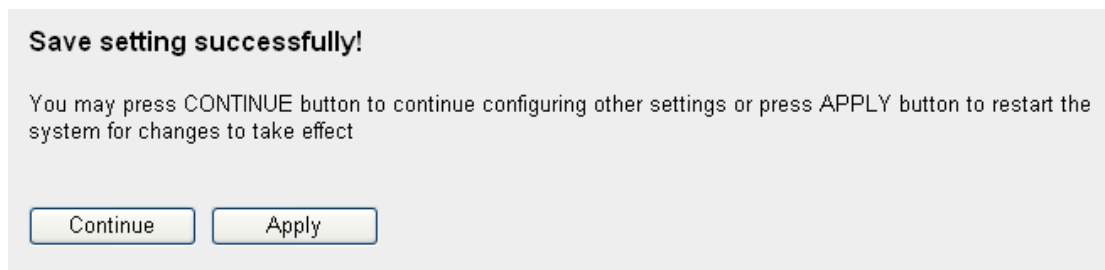 Save setting successfully!
You may press CONTINUE button to continue configuring other settings or press APPLY button to restart the
system for changes to take effect
Continue
Apply